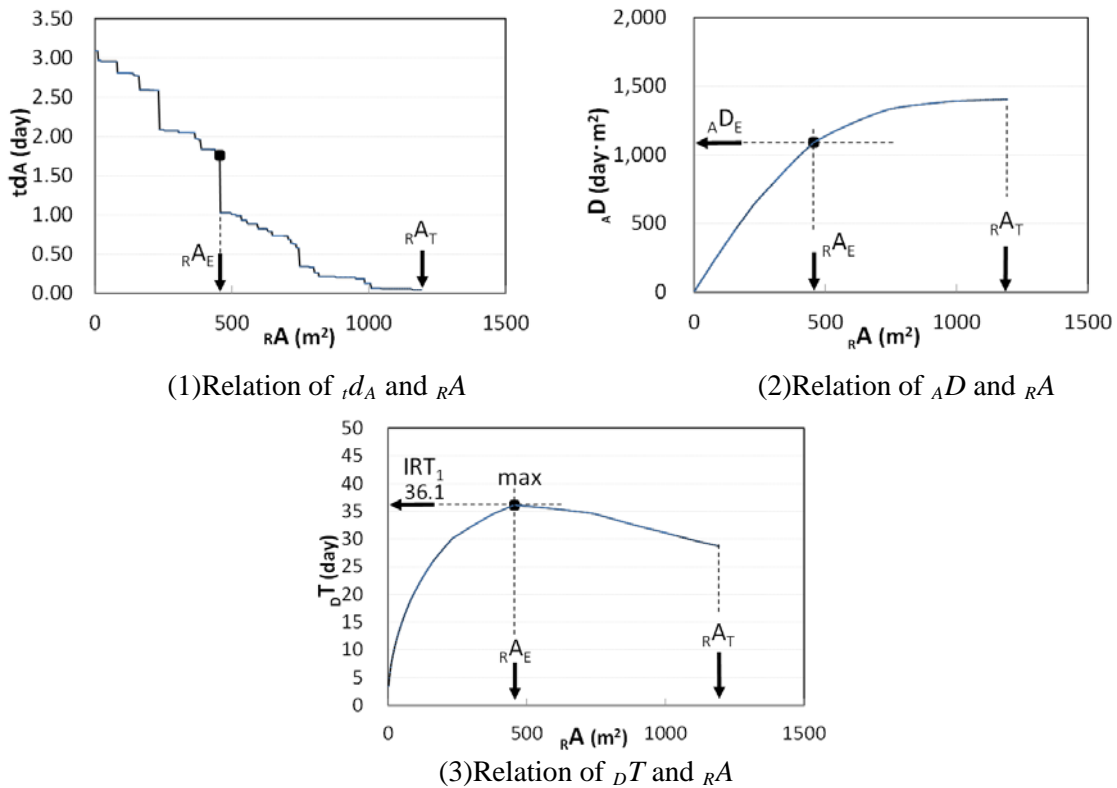 3.50
3.00
2.50
2.00
1.50
1.00
0.50
0.00
tdA (day)
RAE
RAT
0
500
1000
1500
RA (m²)
(1)Relation of tdA and RA
2,000
1,500
1,000
500
0
AD (day·m²)
ADE
RAE
RAT
0
500
1000
1500
RA (m²)
(2)Relation of AD and RA
50
45
40
35
30
25
20
15
10
5
0
DT (day)
IRT₁
36.1
max
RAE
RAT
0
500
1000
1500
RA (m²)
(3)Relation of DT and RA